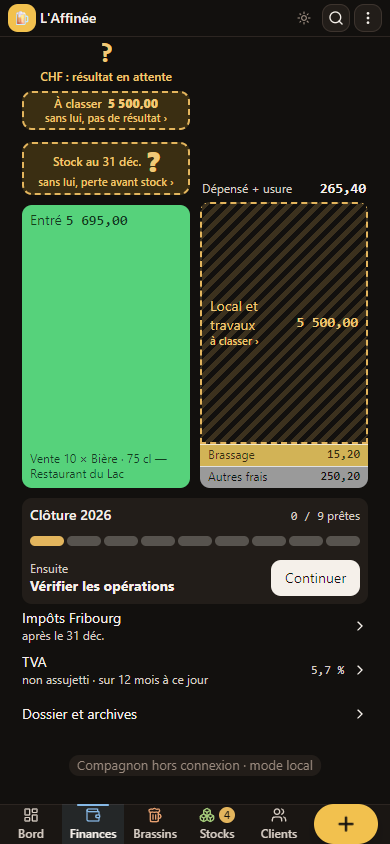 L'Affinée
?
CHF : résultat en attente
À classer 5 500,00
sans lui, pas de résultat ›
Stock au 31 déc. ?
sans lui, perte avant stock ›
Dépensé + usure 265,40
Entré 5 695,00
Local et
travaux
5 500,00
à classer ›
Vente 10 × Bière · 75 cl —
Restaurant du Lac
Brassage 15,20
Autres frais 250,20
Clôture 2026 0 / 9 prêtes
Ensuite
Vérifier les opérations
Continuer
Impôts Fribourg
après le 31 déc.
TVA
non assujetti · sur 12 mois à ce jour
5,7 %
Dossier et archives
Compagnon hors connexion · mode local
4
Bord Finances Brassins Stocks Clients
+